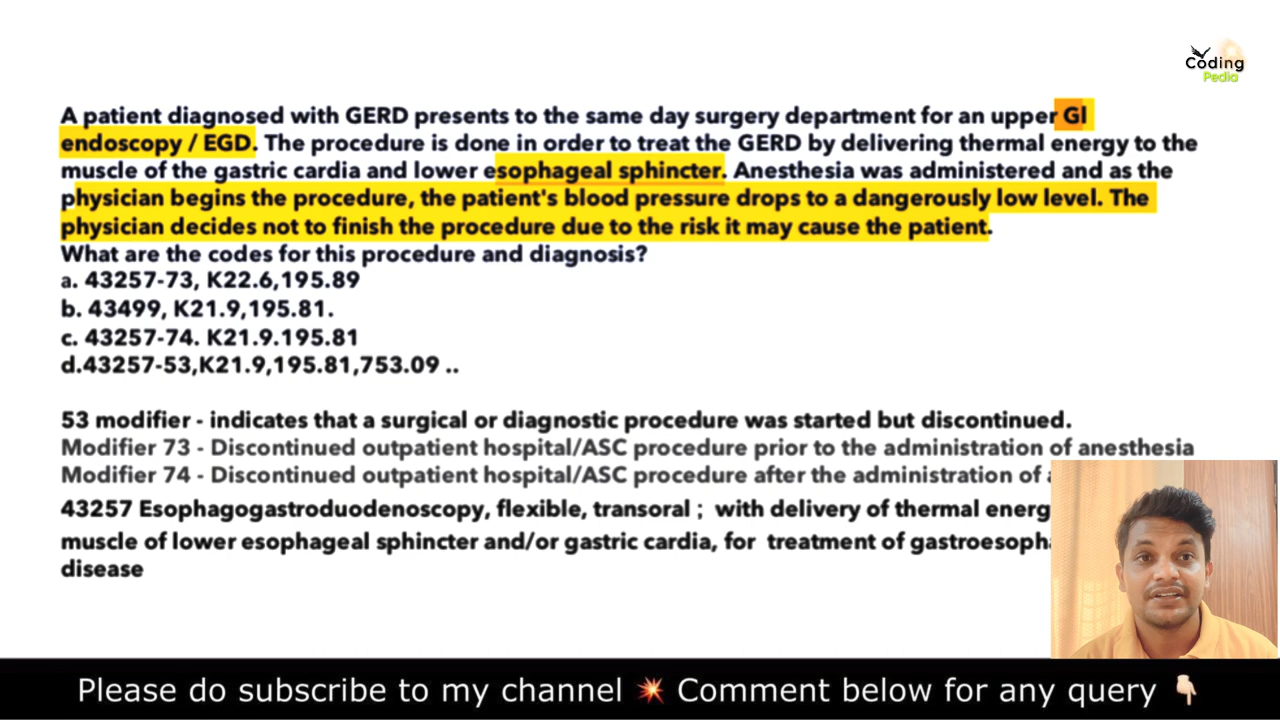 Coding
Pedia
A patient diagnosed with GERD presents to the same day surgery department for an upper GI
endoscopy / EGD. The procedure is done in order to treat the GERD by delivering thermal energy to the
muscle of the gastric cardia and lower esophageal sphincter. Anesthesia was administered and as the
physician begins the procedure, the patient's blood pressure drops to a dangerously low level. The
physician decides not to finish the procedure due to the risk it may cause the patient.
What are the codes for this procedure and diagnosis?
a. 43257-73, K22.6,195.89
b. 43499, K21.9,195.81.
c. 43257-74. K21.9.195.81
d.43257-53,K21.9,195.81,753.09 ..
53 modifier - indicates that a surgical or diagnostic procedure was started but discontinued.
Modifier 73 - Discontinued outpatient hospital/ASC procedure prior to the administration of anesthesia
Modifier 74 - Discontinued outpatient hospital/ASC procedure after the administration of
43257 Esophagogastroduodenoscopy, flexible, transoral ; with delivery of thermal energ
muscle of lower esophageal sphincter and/or gastric cardia, for treatment of gastroesoph
disease
Please do subscribe to my channel 💥 Comment below for any query 👇🏻